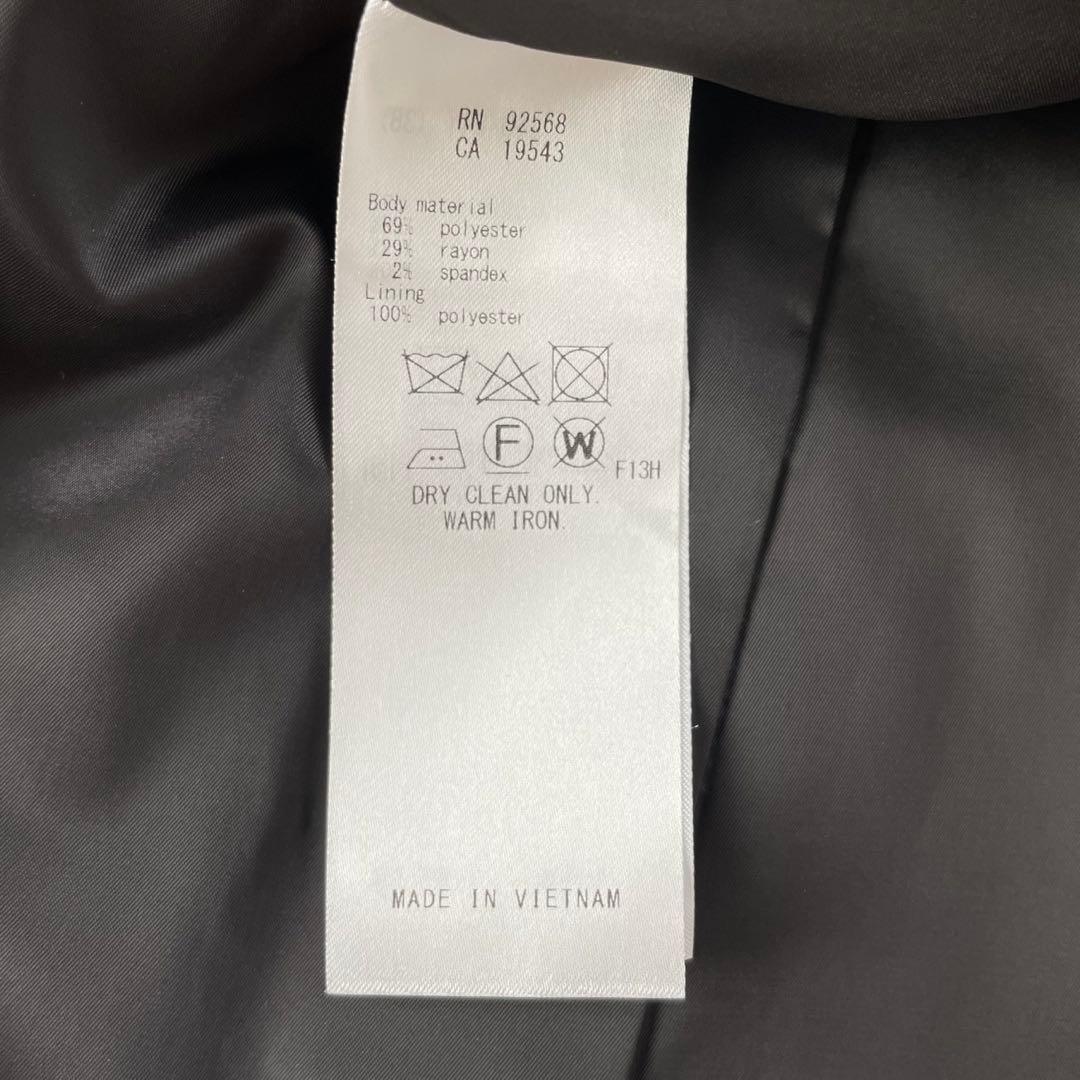 RN 92568
CA 19543
Body material
69% polyester
29% rayon
2% spandex
Lining
100% polyester
F W F13H
DRY CLEAN ONLY.
WARM IRON.
MADE IN VIETNAM